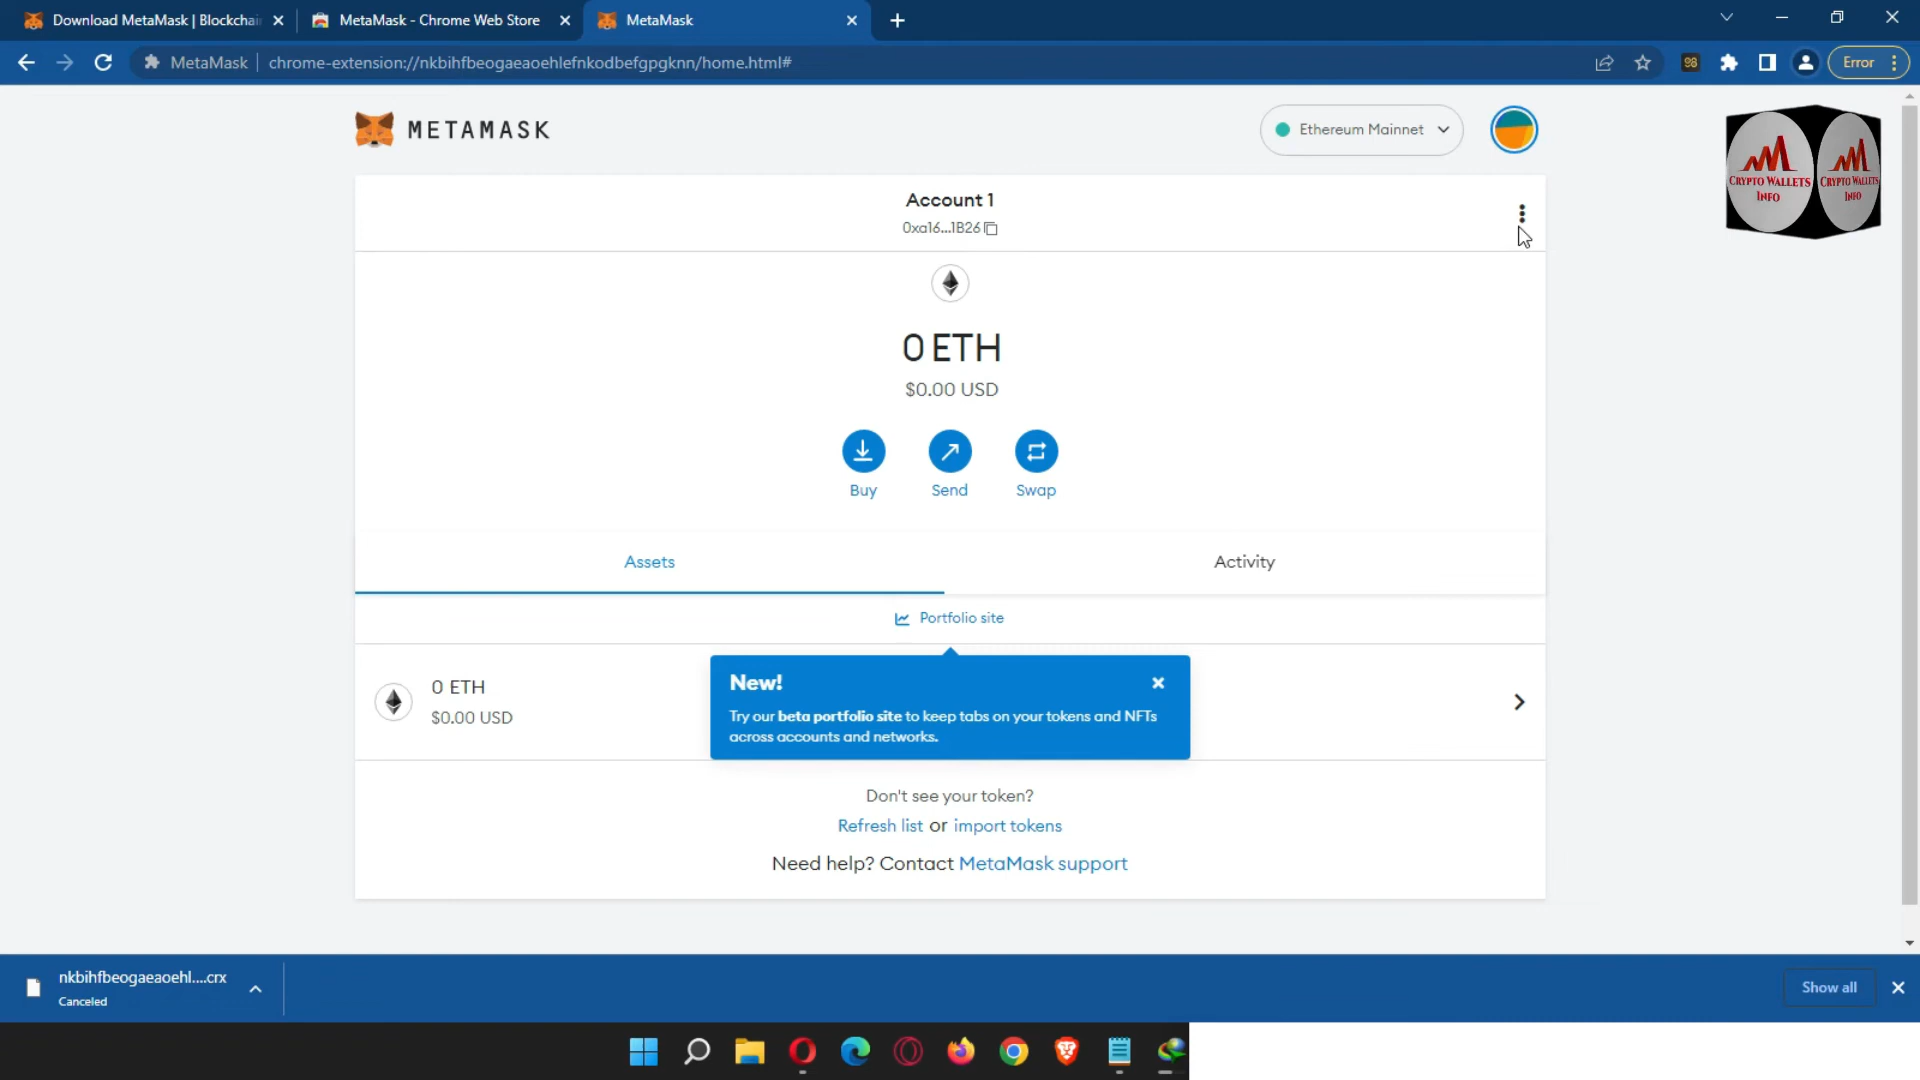 Download MetaMask | Blockchai
MetaMask - Chrome Web Store
MetaMask
MetaMask
chrome-extension://nkbihfbeogaeaoehlefnkodbefgpgknn/home.html#
98
Error
METAMASK
Ethereum Mainnet
CRYPTO WALLETS
INFO
CRYPTO WALLETS
INFO
Account 1
0xa16...1B26
0 ETH
$0.00 USD
Buy
Send
Swap
Assets
Activity
Portfolio site
0 ETH
$0.00 USD
New!
Try our beta portfolio site to keep tabs on your tokens and NFTs
across accounts and networks.
Don't see your token?
Refresh list or import tokens
Need help? Contact MetaMask support
nkbihfbeogaeaoehl....crx
Canceled
Show all